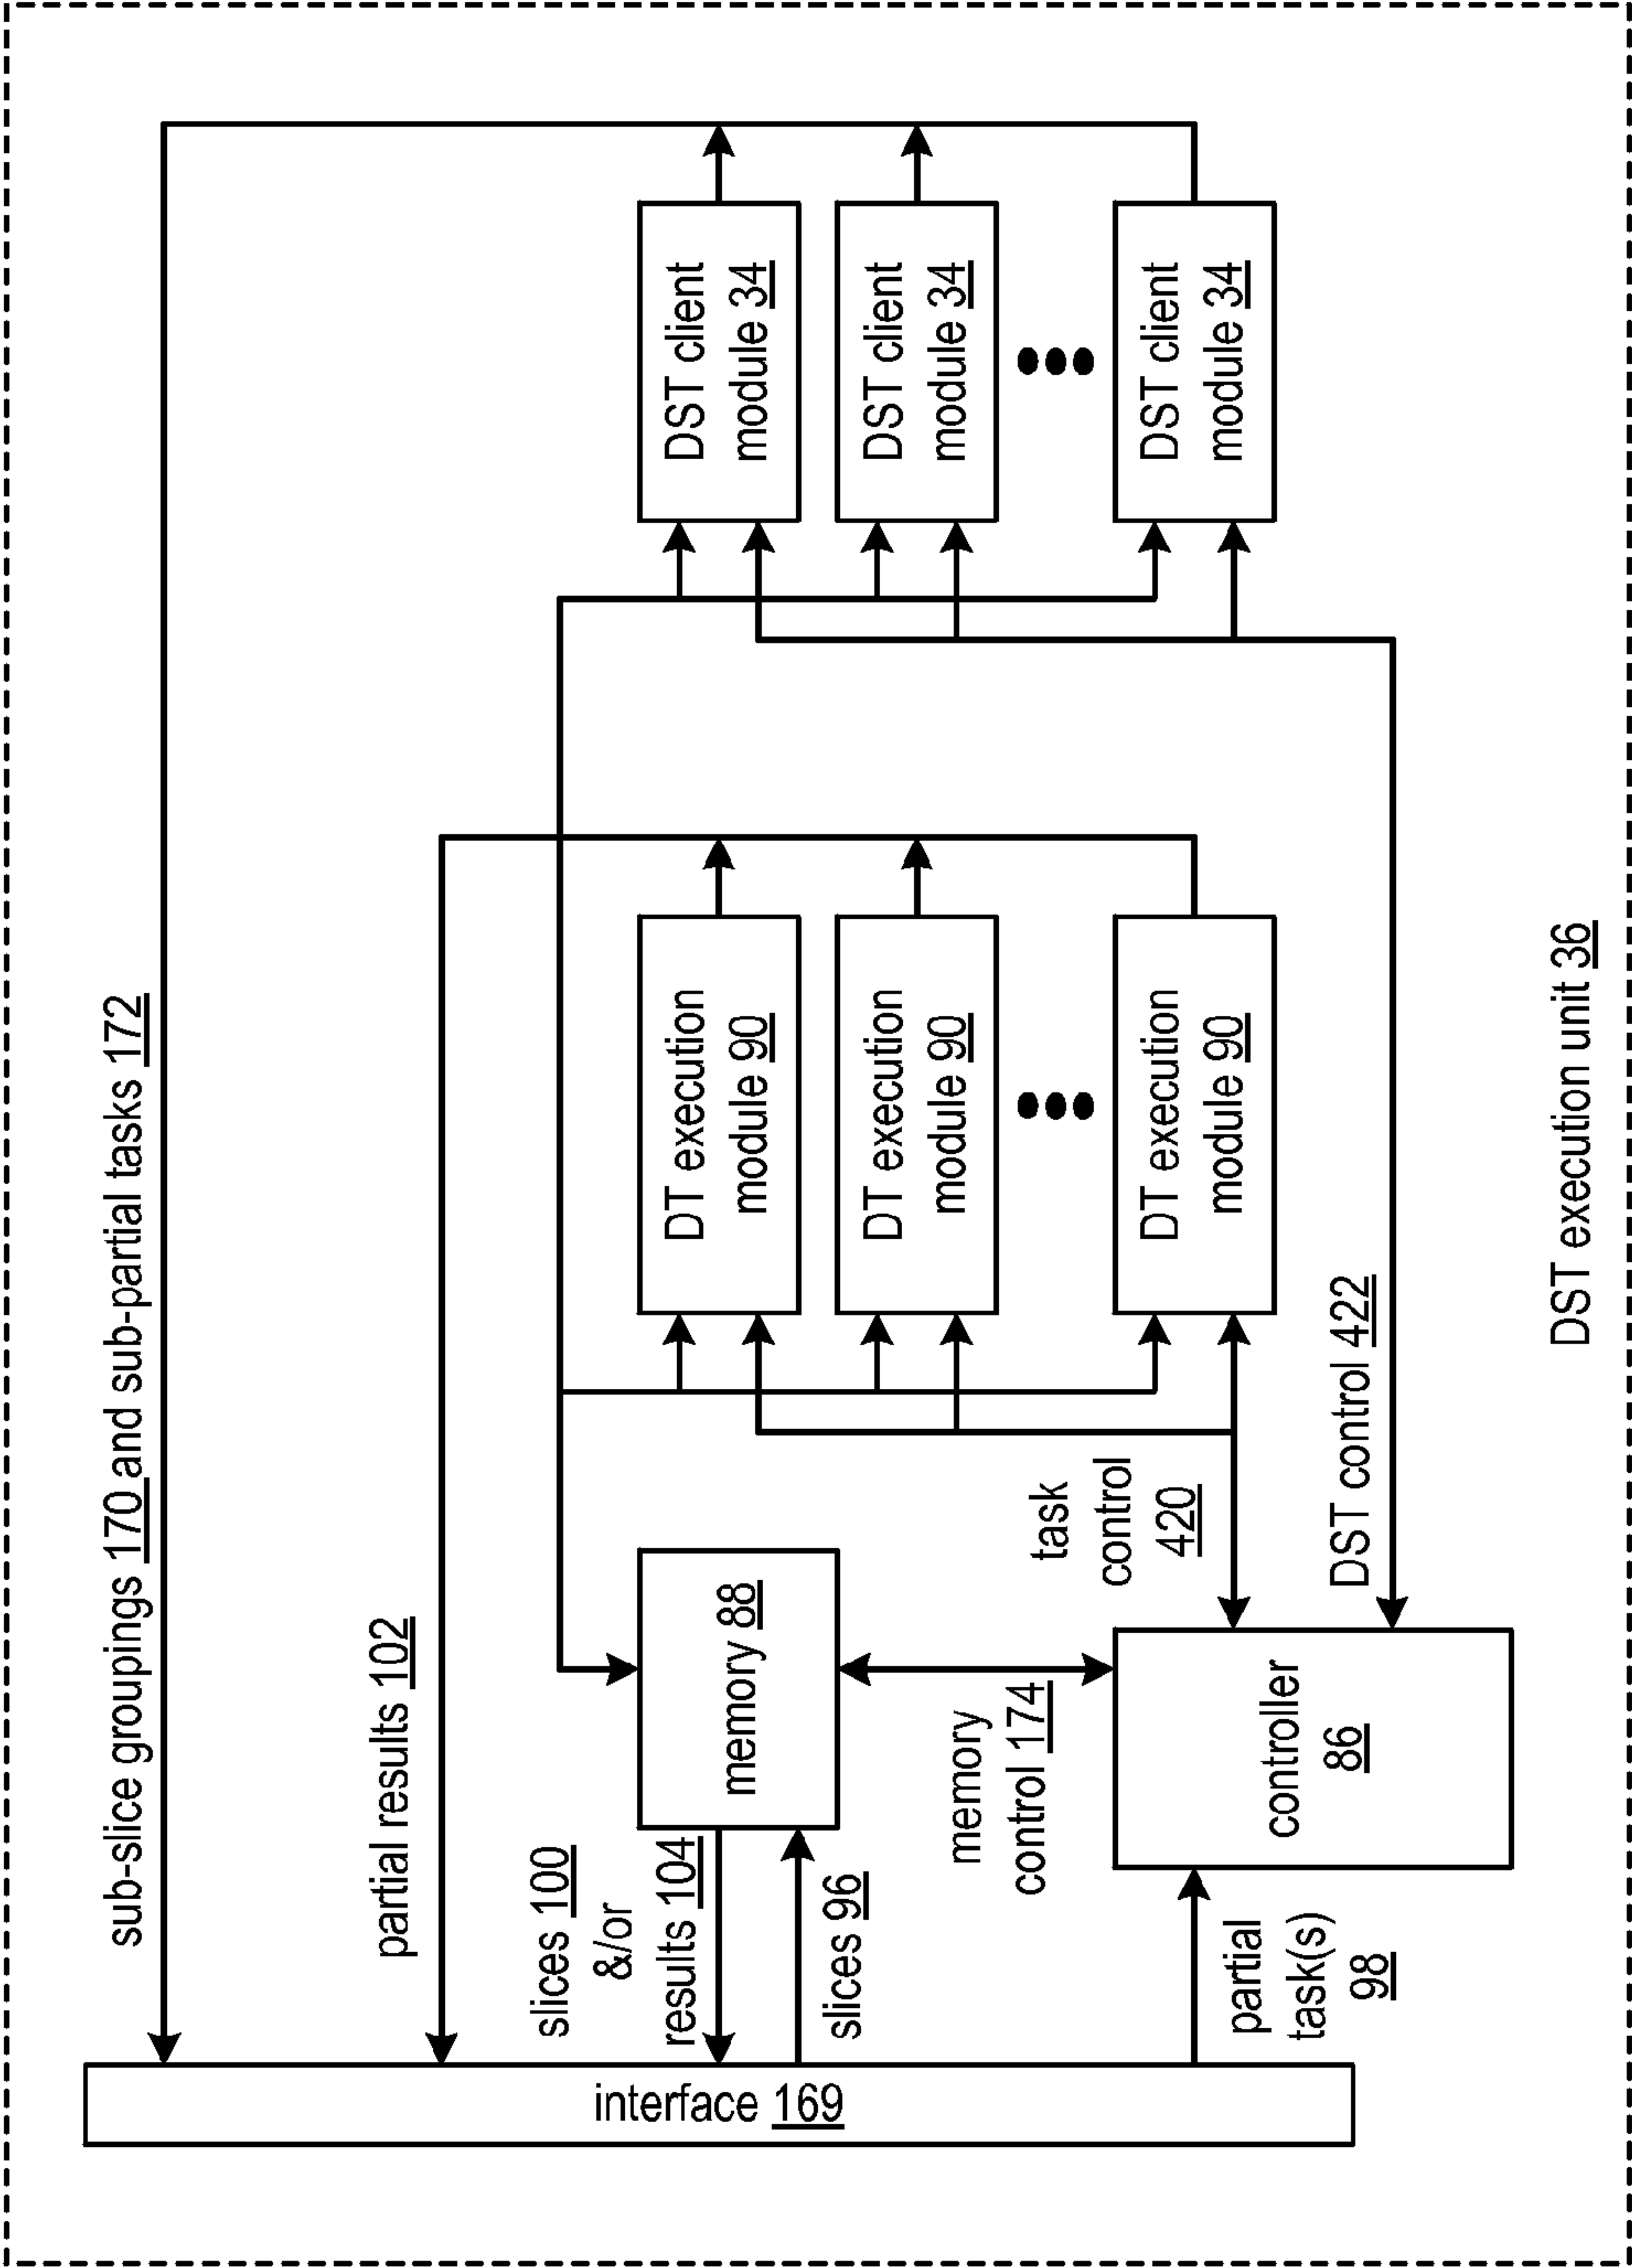 sub-slice groupings 170 and sub-partial tasks 172
partial results 102
slices 100
&/or
results 104
slices 96
interface 169
memory 88
memory
control 174
partial
task(s)
98
controller
86
task
control
420
DST control 422
DT execution
module 90
DT execution
module 90
DT execution
module 90
DST client
module 34
DST client
module 34
DST client
module 34
DST execution unit 36